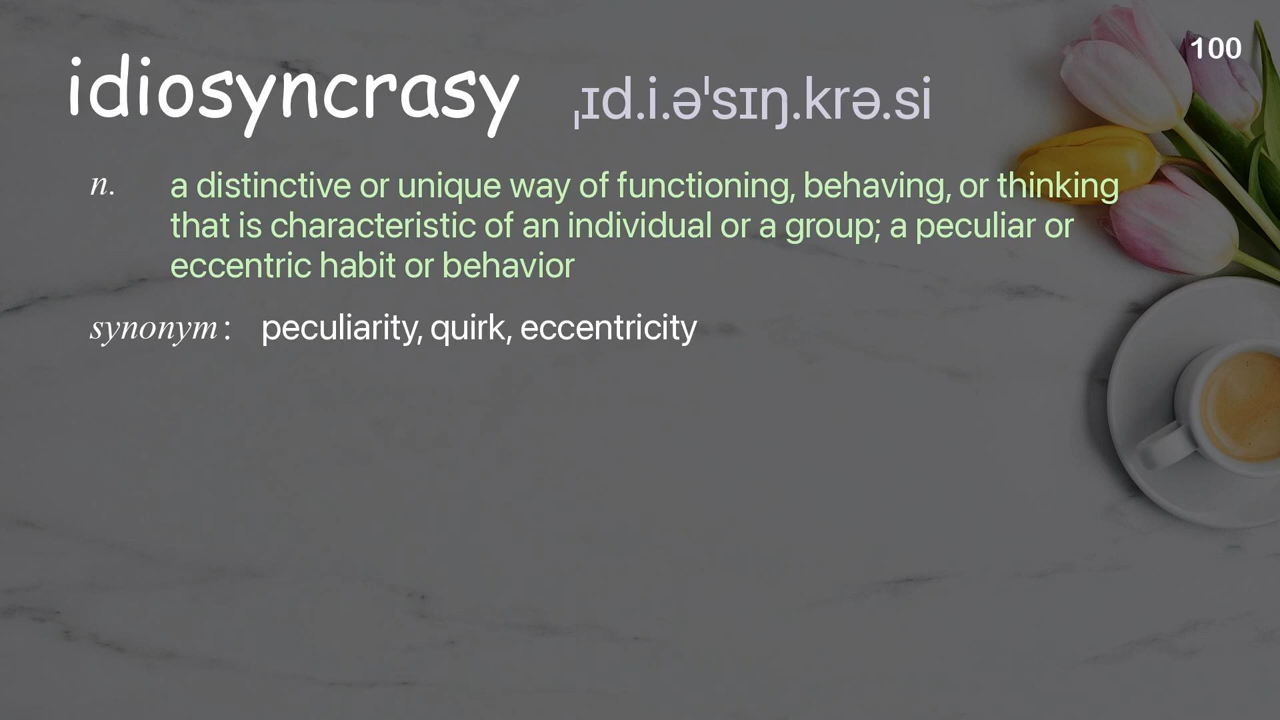 100
idiosyncrasy ˌɪd.i.əˈsɪŋ.krə.si
n. a distinctive or unique way of functioning, behaving, or thinking
that is characteristic of an individual or a group; a peculiar or
eccentric habit or behavior
synonym: peculiarity, quirk, eccentricity